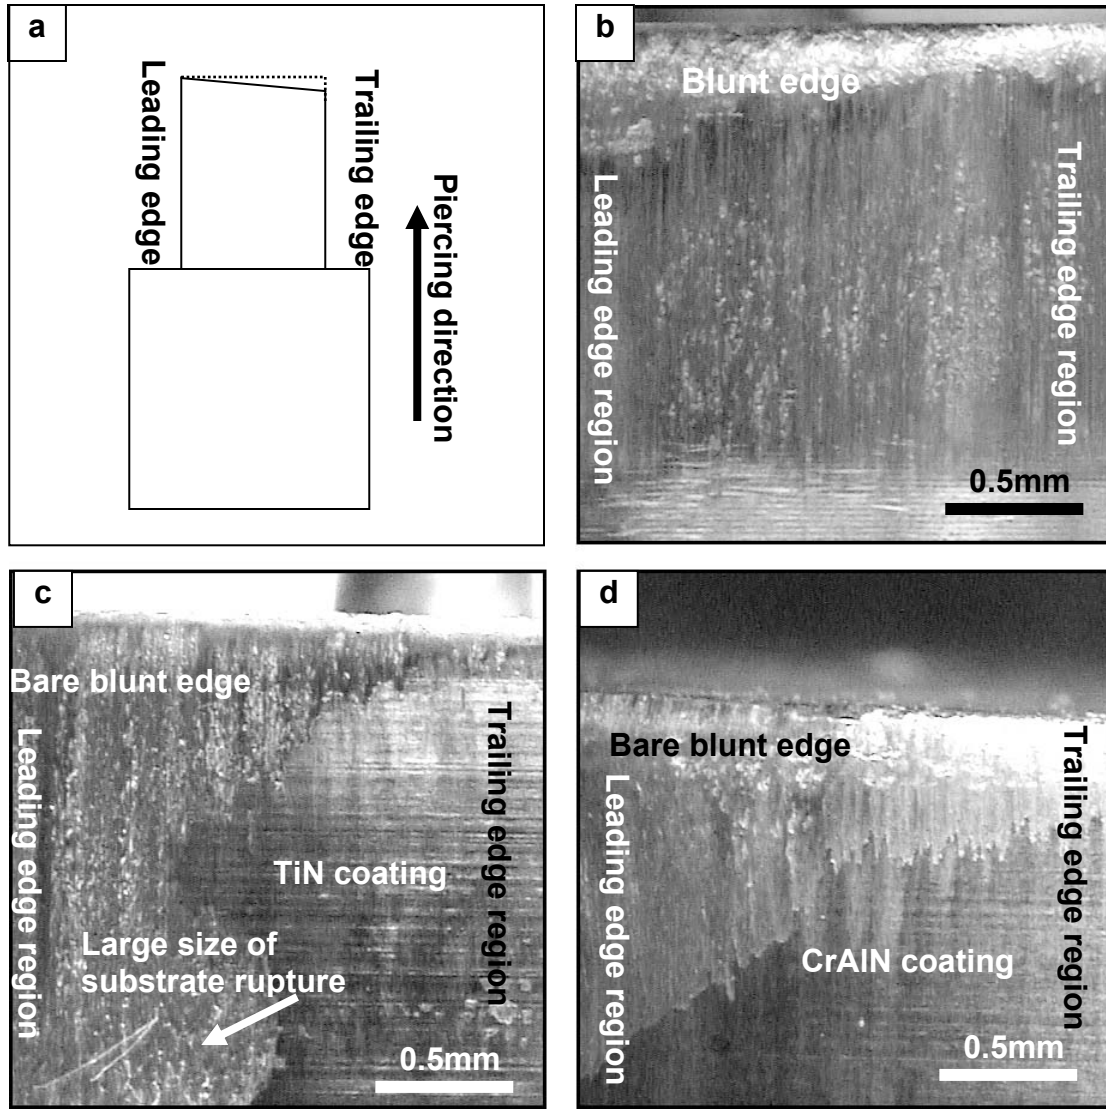 a
Leading edge
Trailing edge
Piercing direction
b
Blunt edge
Leading edge region
Trailing edge region
0.5mm
c
Bare blunt edge
Leading edge region
Trailing edge region
TiN coating
Large size of
substrate rupture
0.5mm
d
Bare blunt edge
Leading edge region
Trailing edge region
CrAlN coating
0.5mm